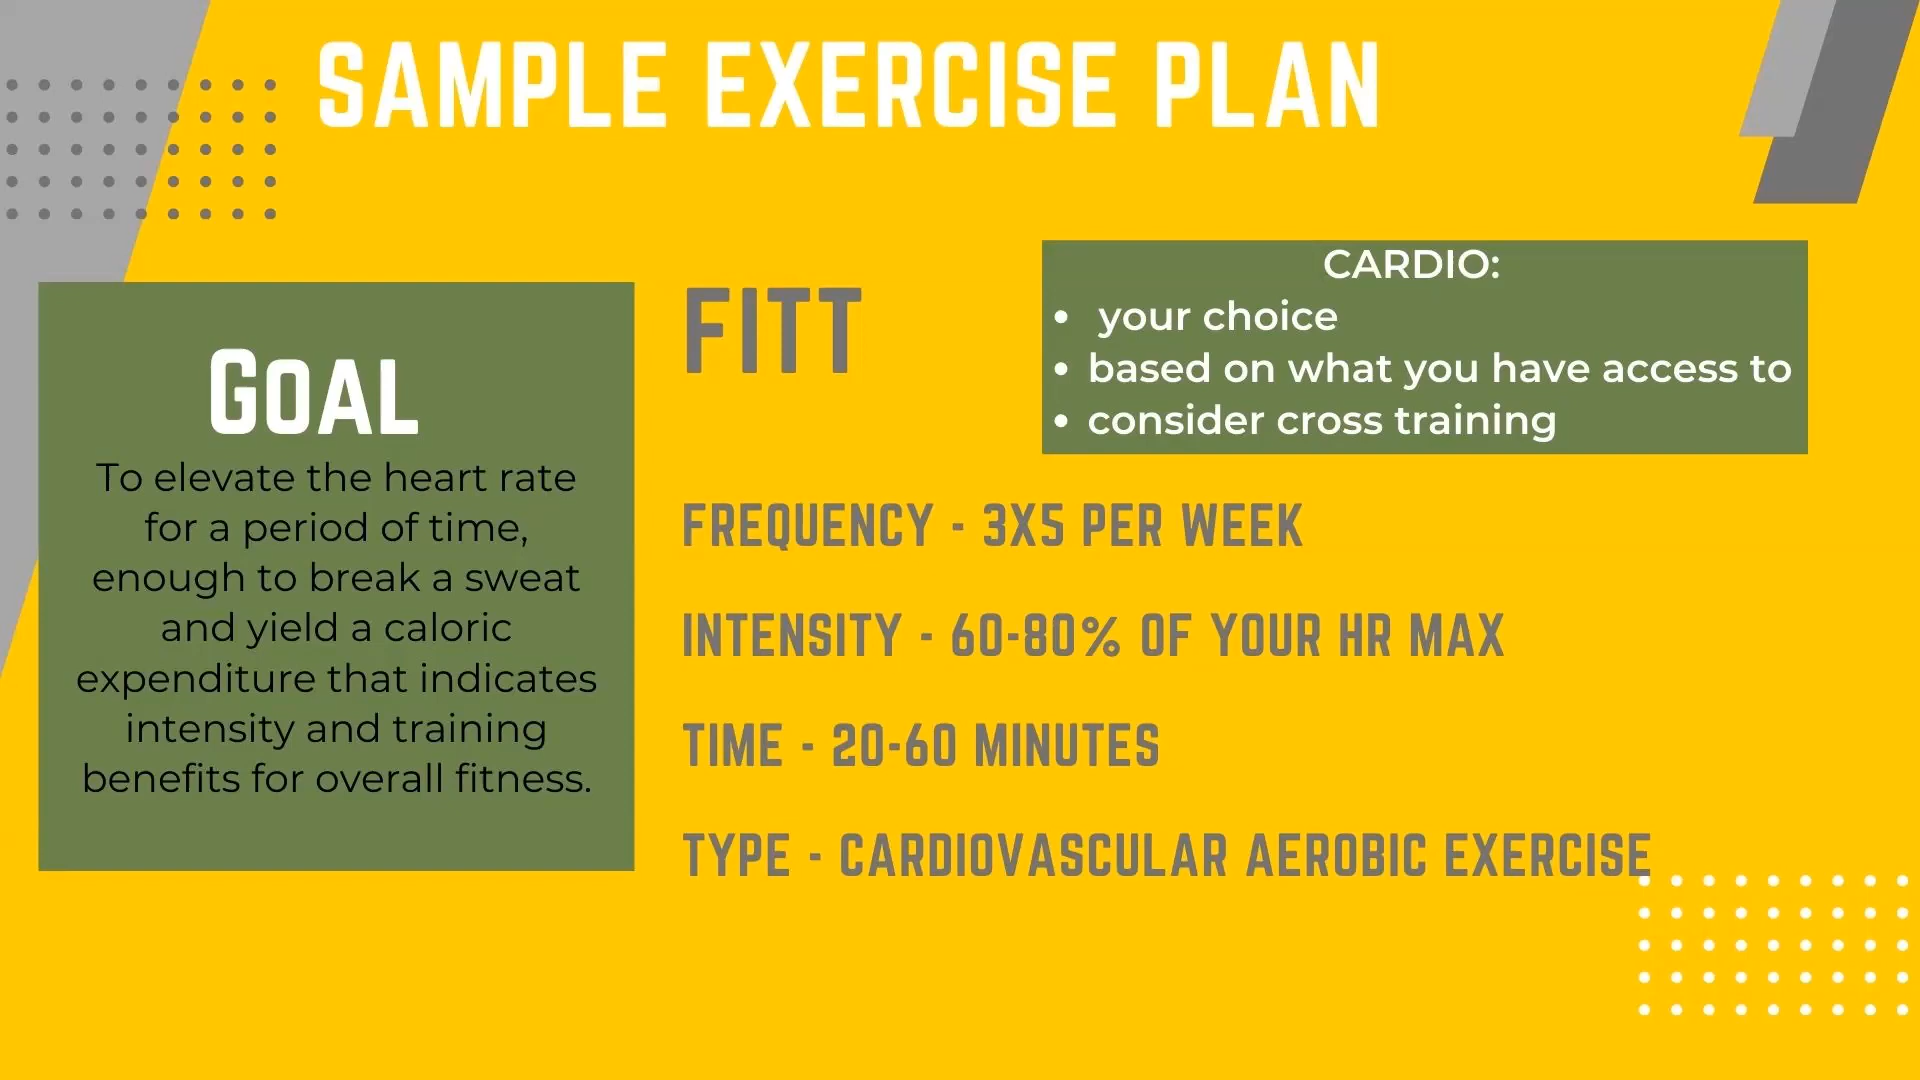 SAMPLE EXERCISE PLAN
GOAL
To elevate the heart rate
for a period of time,
enough to break a sweat
and yield a caloric
expenditure that indicates
intensity and training
benefits for overall fitness.
FITT
CARDIO:
• your choice
• based on what you have access to
• consider cross training
FREQUENCY - 3X5 PER WEEK
INTENSITY - 60-80% OF YOUR HR MAX
TIME - 20-60 MINUTES
TYPE - CARDIOVASCULAR AEROBIC EXERCISE